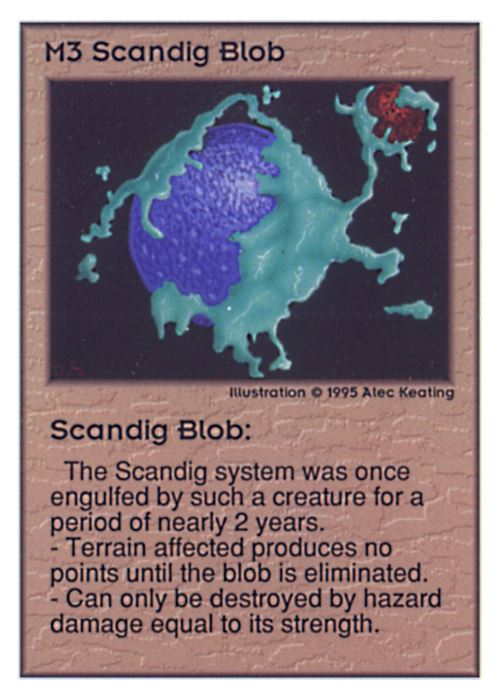 M3 Scandig Blob
Illustration © 1995 Alec Keating
Scandig Blob:
The Scandig system was once
engulfed by such a creature for a
period of nearly 2 years.
- Terrain affected produces no
points until the blob is eliminated.
- Can only be destroyed by hazard
damage equal to its strength.